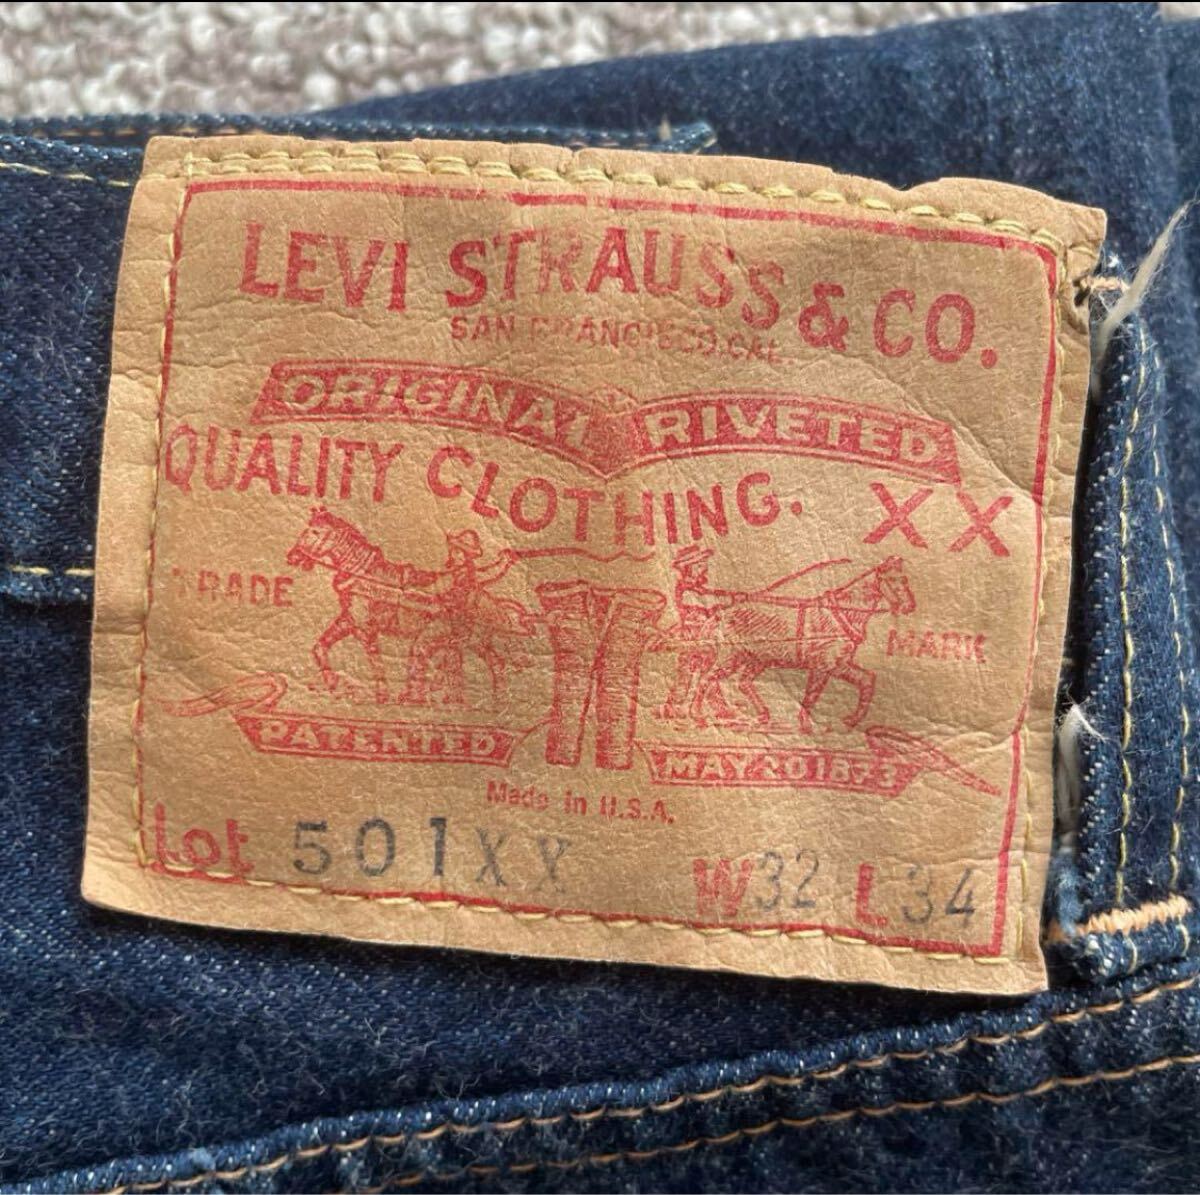 LEVI STRAUSS & CO.
SAN FRANCISCO, CAL.
ORIGINAL RIVETED
QUALITY CLOTHING. XX
TRADE MARK
PATENTED MAY 20 1873
Made in U.S.A.
Lot 501XX W32 L34